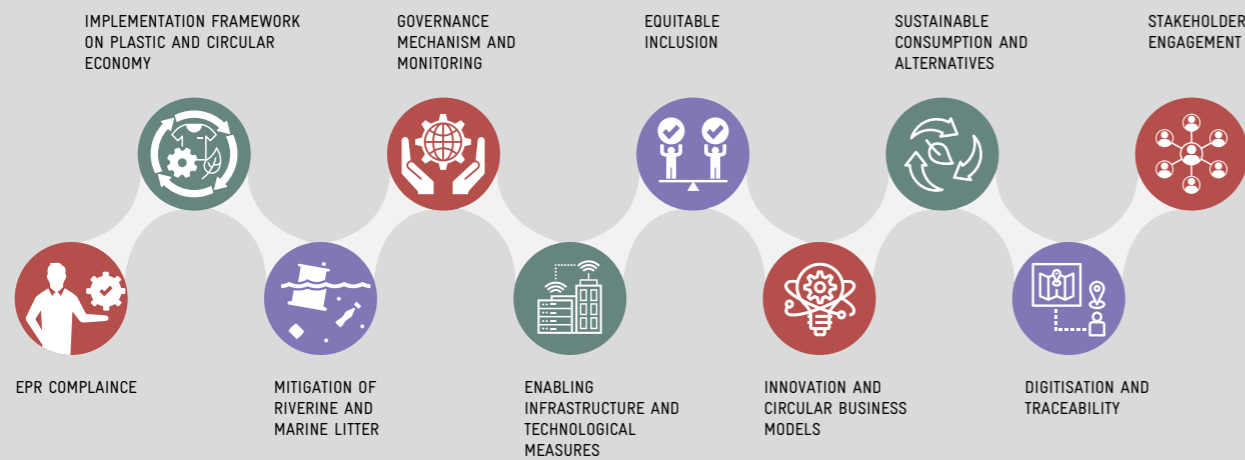 IMPLEMENTATION FRAMEWORK
ON PLASTIC AND CIRCULAR
ECONOMY
GOVERNANCE
MECHANISM AND
MONITORING
EQUITABLE
INCLUSION
SUSTAINABLE
CONSUMPTION AND
ALTERNATIVES
STAKEHOLDER
ENGAGEMENT
EPR COMPLAINCE
MITIGATION OF
RIVERINE AND
MARINE LITTER
ENABLING
INFRASTRUCTURE AND
TECHNOLOGICAL
MEASURES
INNOVATION AND
CIRCULAR BUSINESS
MODELS
DIGITISATION AND
TRACEABILITY